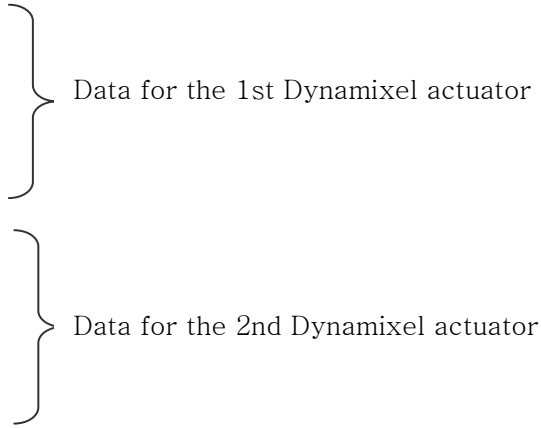 Data for the 1st Dynamixel actuator
Data for the 2nd Dynamixel actuator